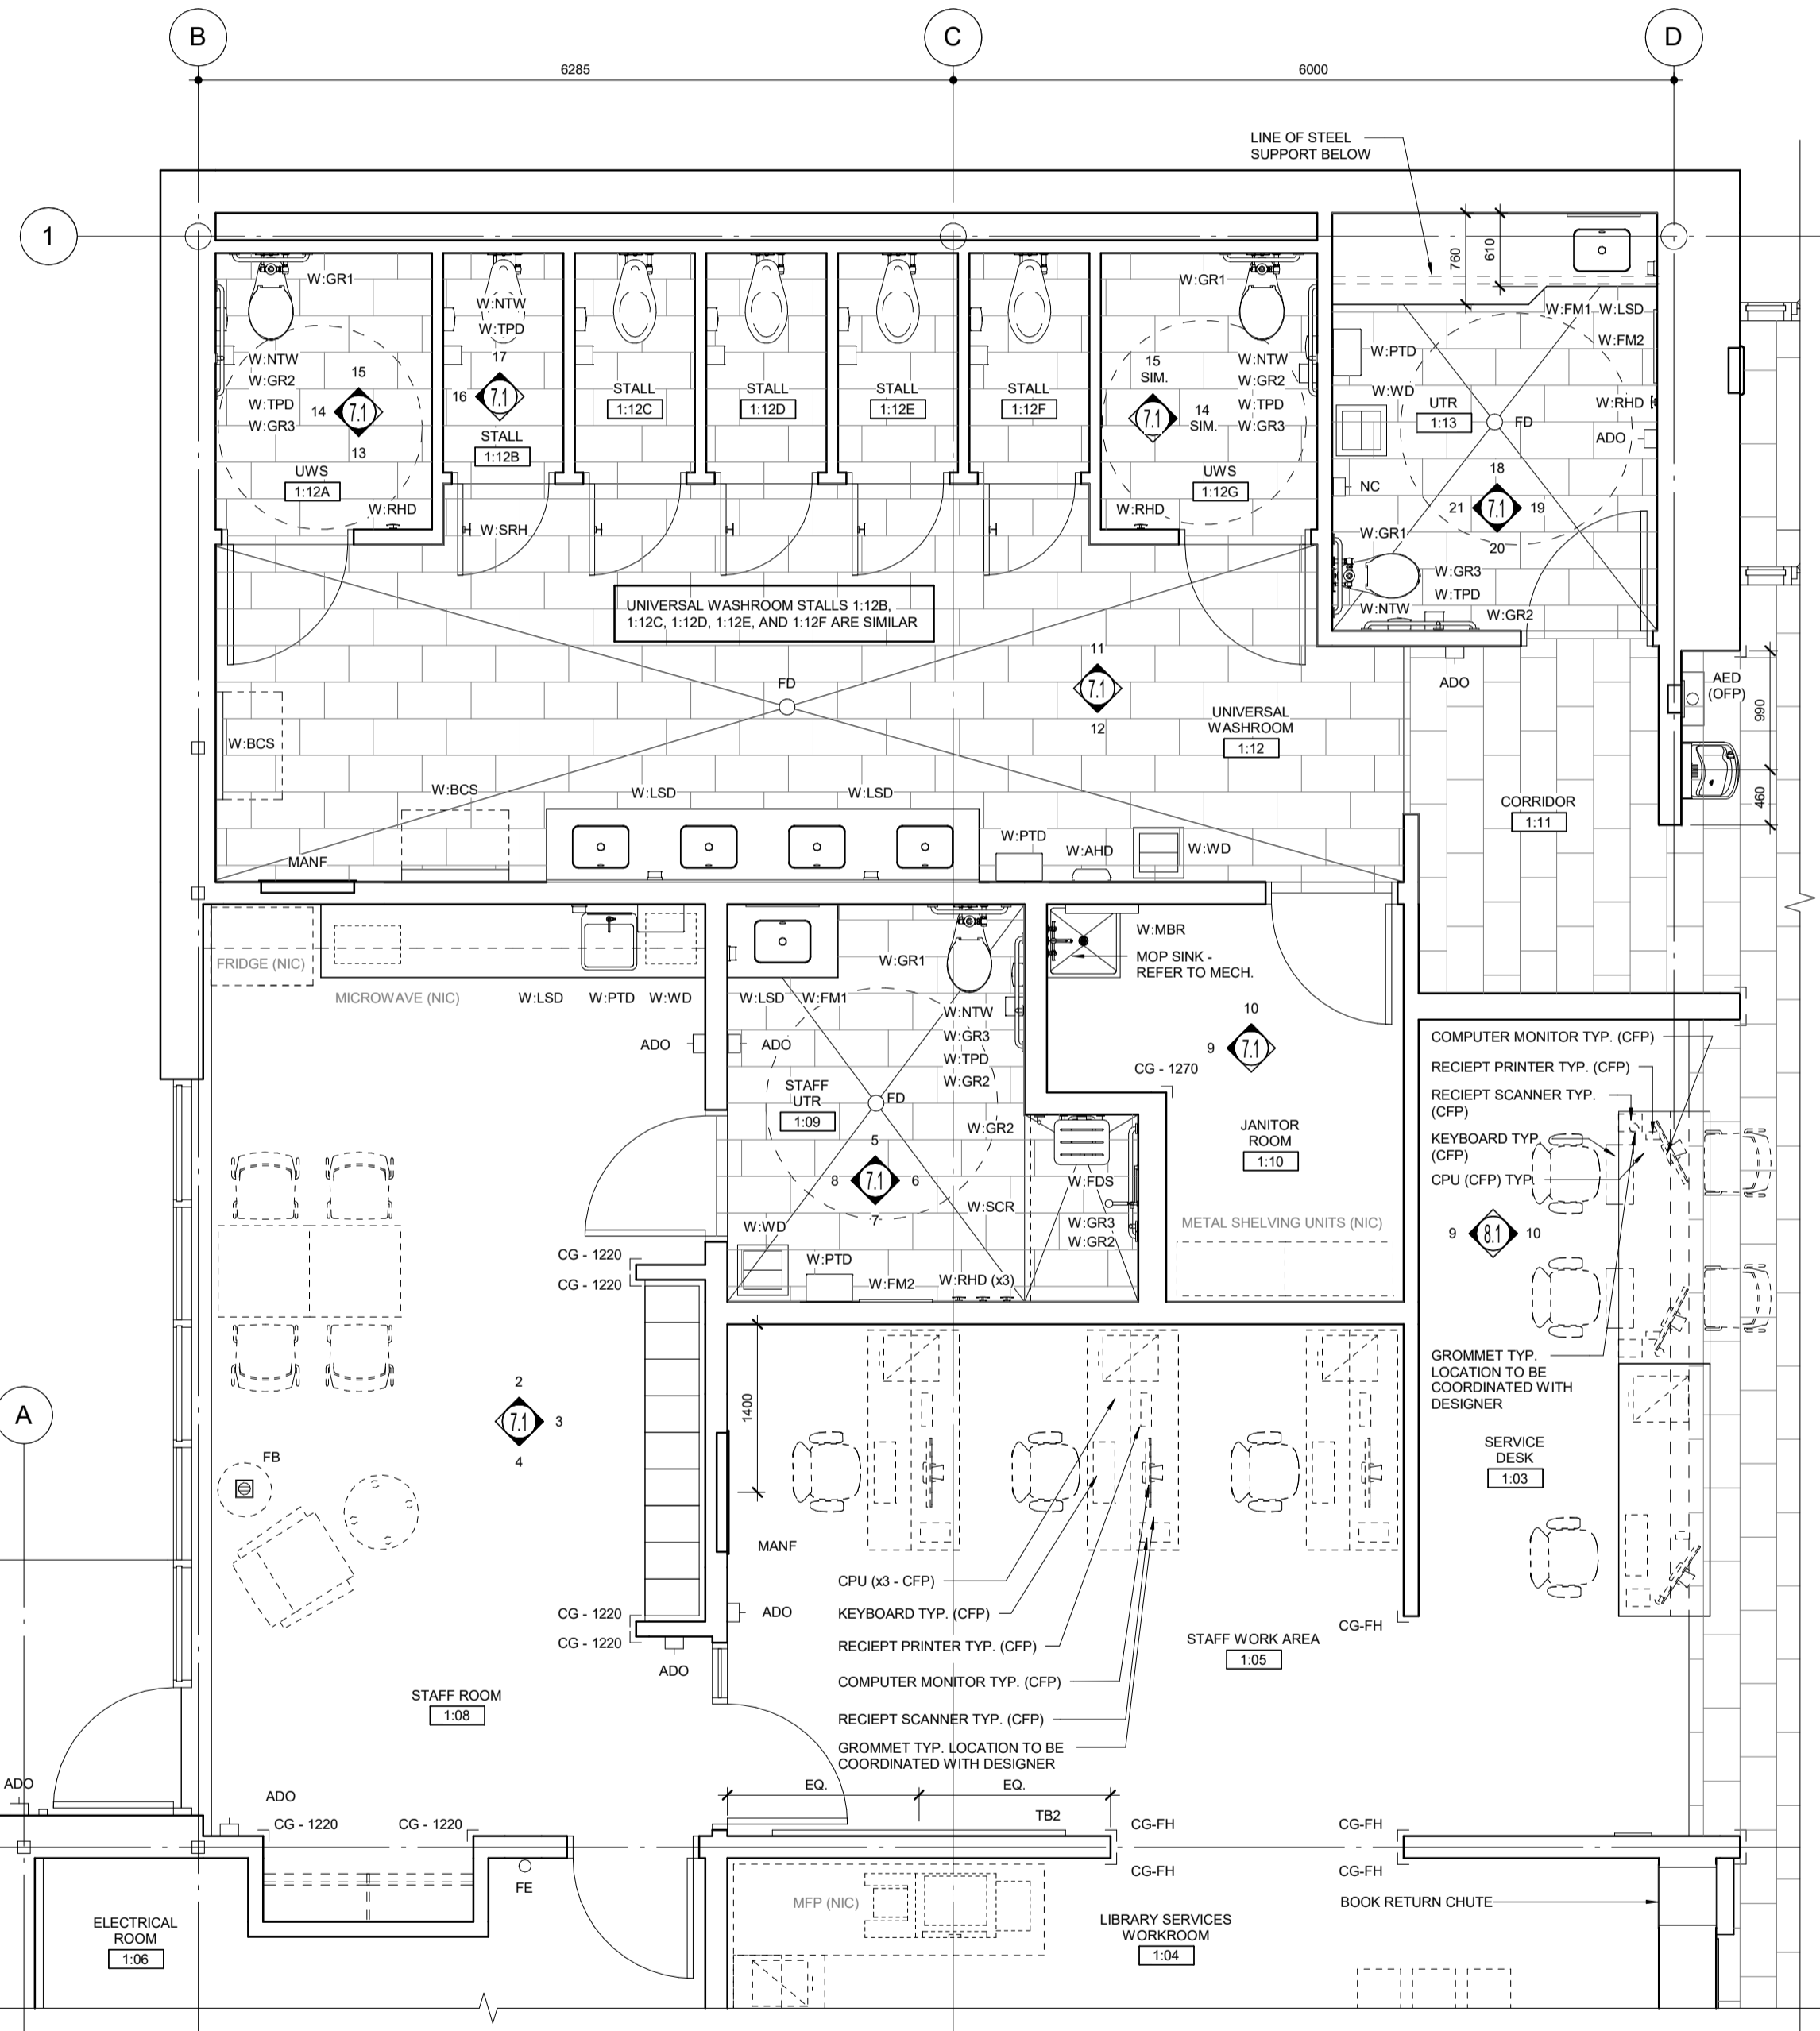 B
C
D
6285
6000
LINE OF STEEL
SUPPORT BELOW
1
760
610
W:GR1
W:NTW
W:TPD
17
16
7.1
STALL
1:12B
W:NTW
W:GR2
W:TPD
W:GR3
15
14
7.1
13
UWS
1:12A
W:RHD
STALL
1:12C
STALL
1:12D
STALL
1:12E
STALL
1:12F
W:GR1
15
SIM.
7.1
14
SIM.
W:NTW
W:GR2
W:TPD
W:GR3
UWS
1:12G
W:RHD
W:SRH
W:FM1
W:LSD
W:FM2
W:PTD
W:WD
UTR
1:13
W:RHD
FD
ADO
NC
18
21
7.1
19
20
W:GR1
W:GR3
W:TPD
W:NTW
W:GR2
UNIVERSAL WASHROOM STALLS 1:12B,
1:12C, 1:12D, 1:12E, AND 1:12F ARE SIMILAR
11
7.1
12
FD
ADO
AED
(OFP)
990
460
UNIVERSAL
WASHROOM
1:12
W:BCS
W:BCS
W:LSD
W:LSD
CORRIDOR
1:11
MANF
W:PTD
W:AHD
W:WD
FRIDGE (NIC)
MICROWAVE (NIC)
W:LSD
W:PTD
W:WD
W:GR1
W:LSD
W:FM1
W:NTW
W:GR3
W:TPD
W:GR2
W:MBR
MOP SINK -
REFER TO MECH.
ADO
ADO
STAFF
UTR
1:09
FD
W:GR2
5
8
7.1
6
7
W:FDS
W:SCR
W:GR3
W:GR2
W:WD
W:PTD
W:FM2
W:RHD (x3)
10
9
7.1
CG - 1270
JANITOR
ROOM
1:10
METAL SHELVING UNITS (NIC)
COMPUTER MONITOR TYP. (CFP)
RECIEPT PRINTER TYP. (CFP)
RECIEPT SCANNER TYP.
(CFP)
KEYBOARD TYP.
(CFP)
CPU (CFP) TYP.
9
8.1
10
GROMMET TYP.
LOCATION TO BE
COORDINATED WITH
DESIGNER
SERVICE
DESK
1:03
CG - 1220
CG - 1220
A
2
7.1
3
4
FB
1400
MANF
ADO
CG - 1220
CG - 1220
ADO
CPU (x3 - CFP)
KEYBOARD TYP. (CFP)
RECIEPT PRINTER TYP. (CFP)
COMPUTER MONITOR TYP. (CFP)
RECIEPT SCANNER TYP. (CFP)
GROMMET TYP. LOCATION TO BE
COORDINATED WITH DESIGNER
STAFF WORK AREA
1:05
CG-FH
STAFF ROOM
1:08
ADO
ADO
CG - 1220
CG - 1220
EQ.
EQ.
TB2
CG-FH
CG-FH
CG-FH
CG-FH
FE
MFP (NIC)
BOOK RETURN CHUTE
ELECTRICAL
ROOM
1:06
LIBRARY SERVICES
WORKROOM
1:04